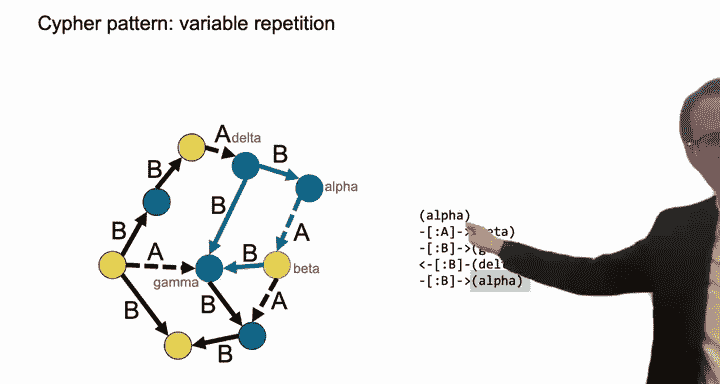 Cypher pattern: variable repetition
A
delta
B
B
alpha
B
B
A
A
B
beta
gamma
B
A
B
B
(alpha)
-[:A]->
-[:B]->(g
<-[:B]-(del
-[:B]->(alpha)